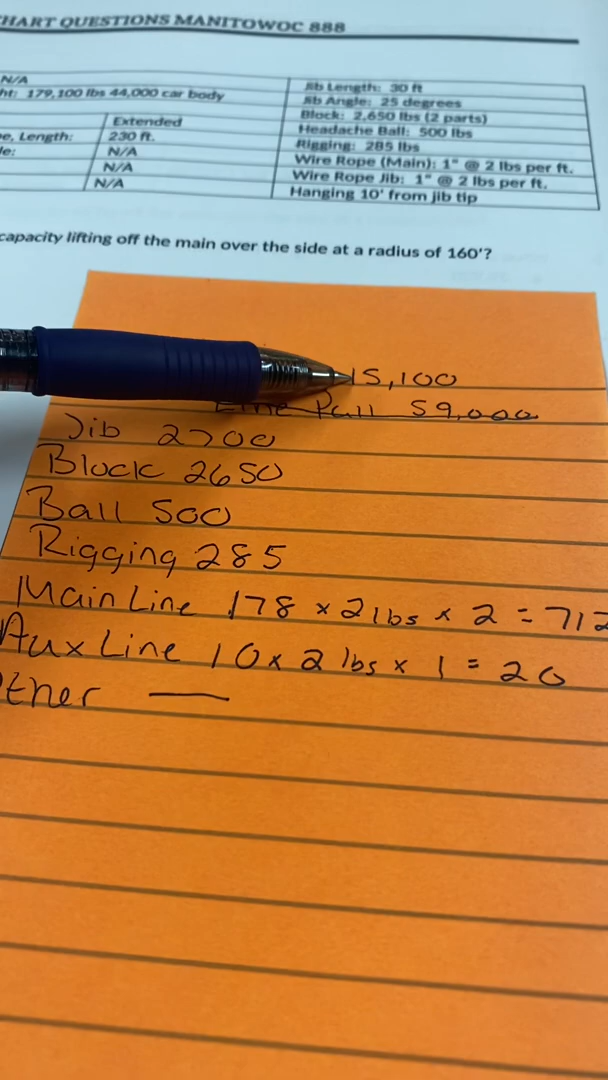 HART QUESTIONS MANITOWOC 888
N/A
ht: 179,100 lbs 44,000 car body
Extended
e, Length: 230 ft.
le: N/A
N/A
N/A
Jib Length: 30 ft
Jib Angle: 25 degrees
Block: 2,650 lbs (2 parts)
Headache Ball: 500 lbs
Rigging: 285 lbs
Wire Rope (Main): 1" @ 2 lbs per ft.
Wire Rope Jib: 1" @ 2 lbs per ft.
Hanging 10' from jib tip
capacity lifting off the main over the side at a radius of 160'?
15,100
Line Pull 59,000
Jib 2700
Block 2650
Ball 500
Rigging 285
Main Line 178 x 2 lbs x 2 = 712
Aux Line 10 x 2 lbs x 1 = 20
ther —